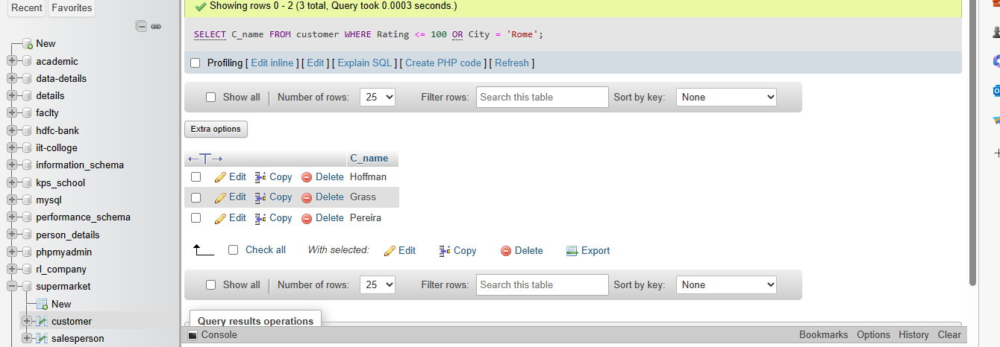 Recent Favorites
New
academic
data-details
details
faclty
hdfc-bank
iit-colloge
information_schema
kps_school
mysql
performance_schema
person_details
phpmyadmin
rl_company
supermarket
New
customer
salesperson
Showing rows 0 - 2 (3 total, Query took 0.0003 seconds.)
SELECT C_name FROM customer WHERE Rating <= 100 OR City = 'Rome';
Profiling [ Edit inline ] [ Edit ] [ Explain SQL ] [ Create PHP code ] [ Refresh ]
Show all Number of rows: 25 Filter rows: Search this table Sort by key: None
Extra options
←T→ C_name
Edit Copy Delete Hoffman
Edit Copy Delete Grass
Edit Copy Delete Pereira
Check all With selected: Edit Copy Delete Export
Show all Number of rows: 25 Filter rows: Search this table Sort by key: None
Query results operations
Console Bookmarks Options History Clear